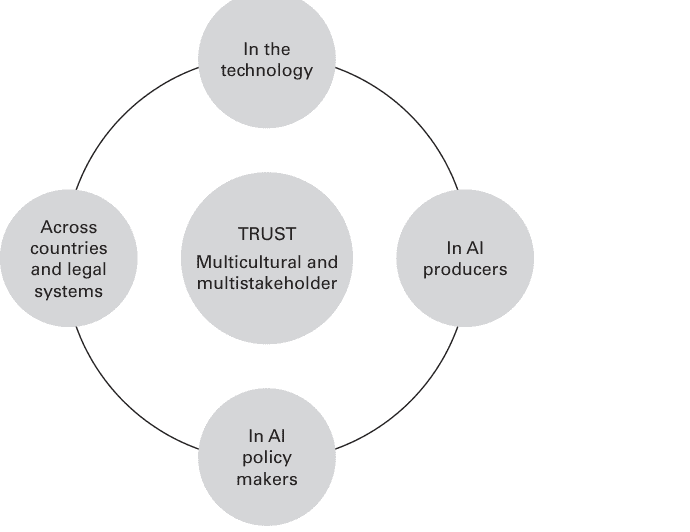 In the
technology
Across
countries
and legal
systems
TRUST
Multicultural and
multistakeholder
In AI
producers
In AI
policy
makers